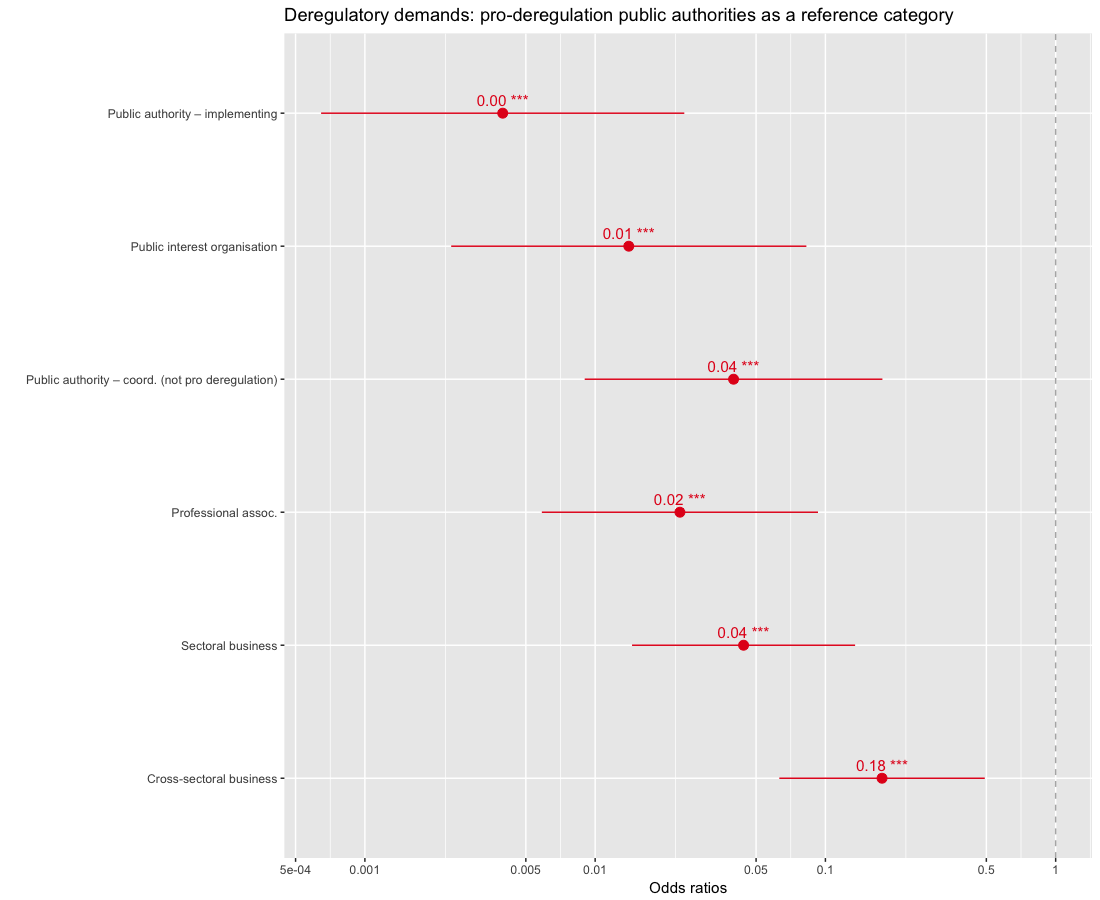 Deregulatory demands: pro-deregulation public authorities as a reference category
Public authority – implementing
0.00 ***
Public interest organisation
0.01 ***
Public authority – coord. (not pro deregulation)
0.04 ***
Professional assoc.
0.02 ***
Sectoral business
0.04 ***
Cross-sectoral business
0.18 ***
5e-04 0.001 0.005 0.01 0.05 0.1 0.5 1
Odds ratios